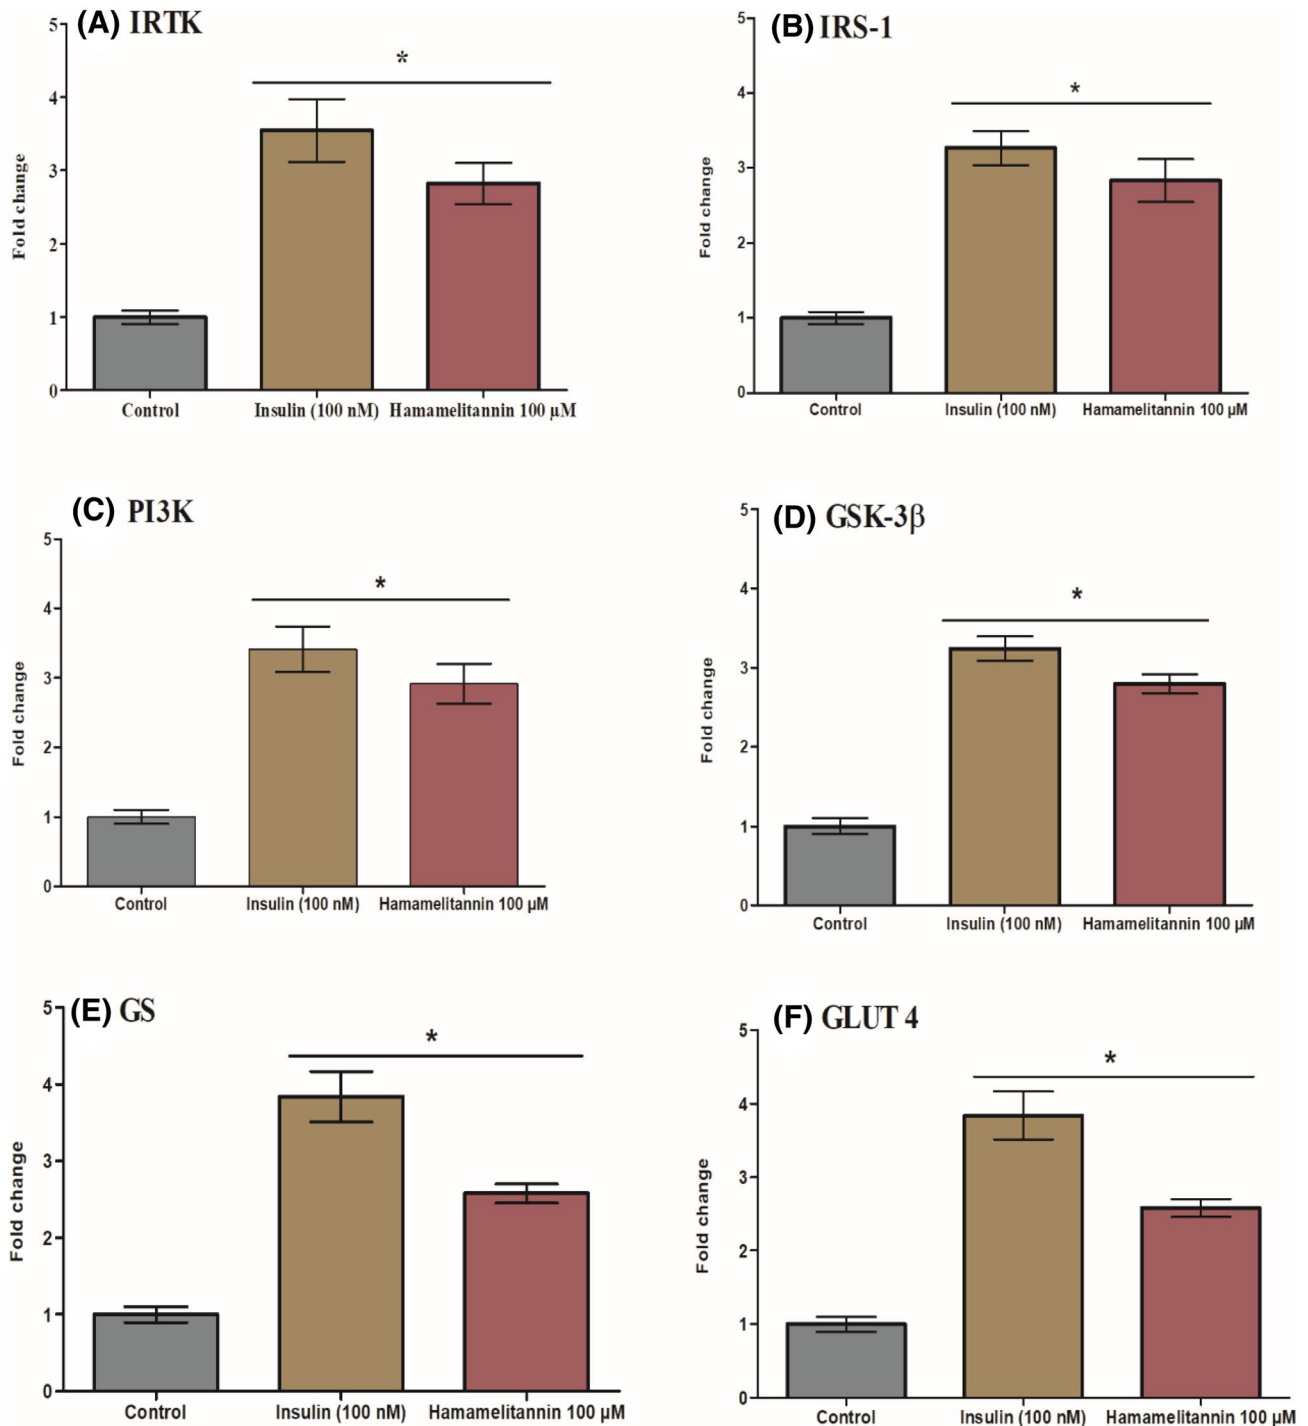 (A) IRTK
5
*
4
3
2
1
0
Fold change
Control Insulin (100 nM) Hamamelitannin 100 µM
(B) IRS-1
5
*
4
3
2
1
0
Fold change
Control Insulin (100 nM) Hamamelitannin 100 µM
(C) PI3K
5
*
4
3
2
1
0
Fold change
Control Insulin (100 nM) Hamamelitannin 100 µM
(D) GSK-3β
5
*
4
3
2
1
0
Fold change
Control Insulin (100 nM) Hamamelitannin 100 µM
(E) GS
5
*
4
3
2
1
0
Fold change
Control Insulin (100 nM) Hamamelitannin 100 µM
(F) GLUT 4
5
*
4
3
2
1
0
Fold change
Control Insulin (100 nM) Hamamelitannin 100 µM